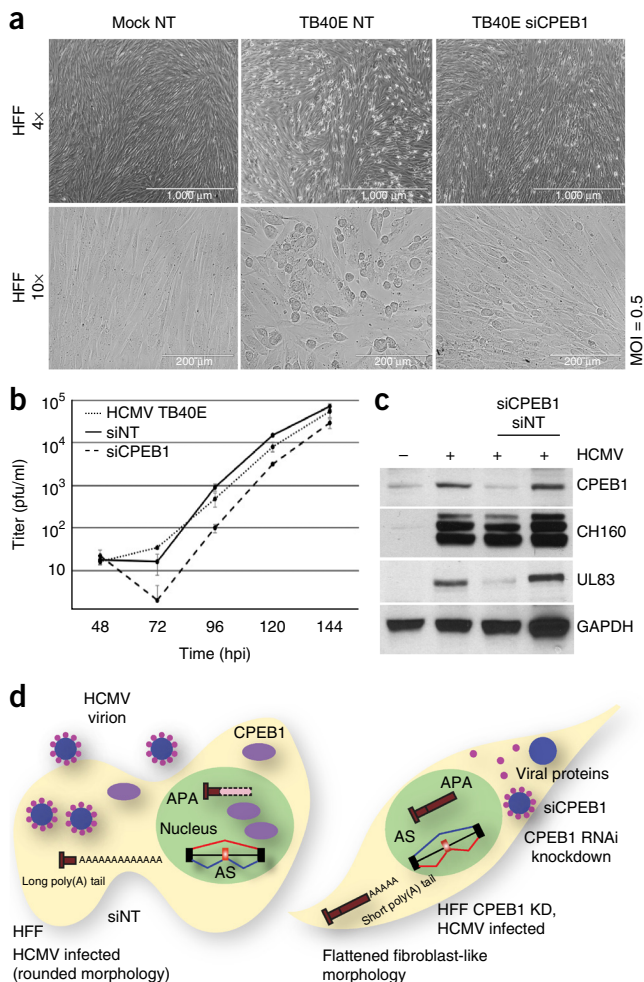 a
Mock NT
TB40E NT
TB40E siCPEB1
HFF
4×
1,000 µm
1,000 µm
1,000 µm
HFF
10×
200 µm
200 µm
200 µm
MOI = 0.5
b
Titer (pfu/ml)
10⁵
10⁴
10³
10²
10
HCMV TB40E
siNT
siCPEB1
48
72
96
120
144
Time (hpi)
c
siCPEB1
siNT
– + + + HCMV
CPEB1
CH160
UL83
GAPDH
d
HCMV
virion
CPEB1
APA
Nucleus
AS
AAAAAAAAAAAAA
Long poly(A) tail
siNT
HFF
HCMV infected
(rounded morphology)
Viral proteins
APA
siCPEB1
AS
CPEB1 RNAi
knockdown
AAAAA
Short poly(A) tail
HFF CPEB1 KD,
HCMV infected
Flattened fibroblast-like
morphology